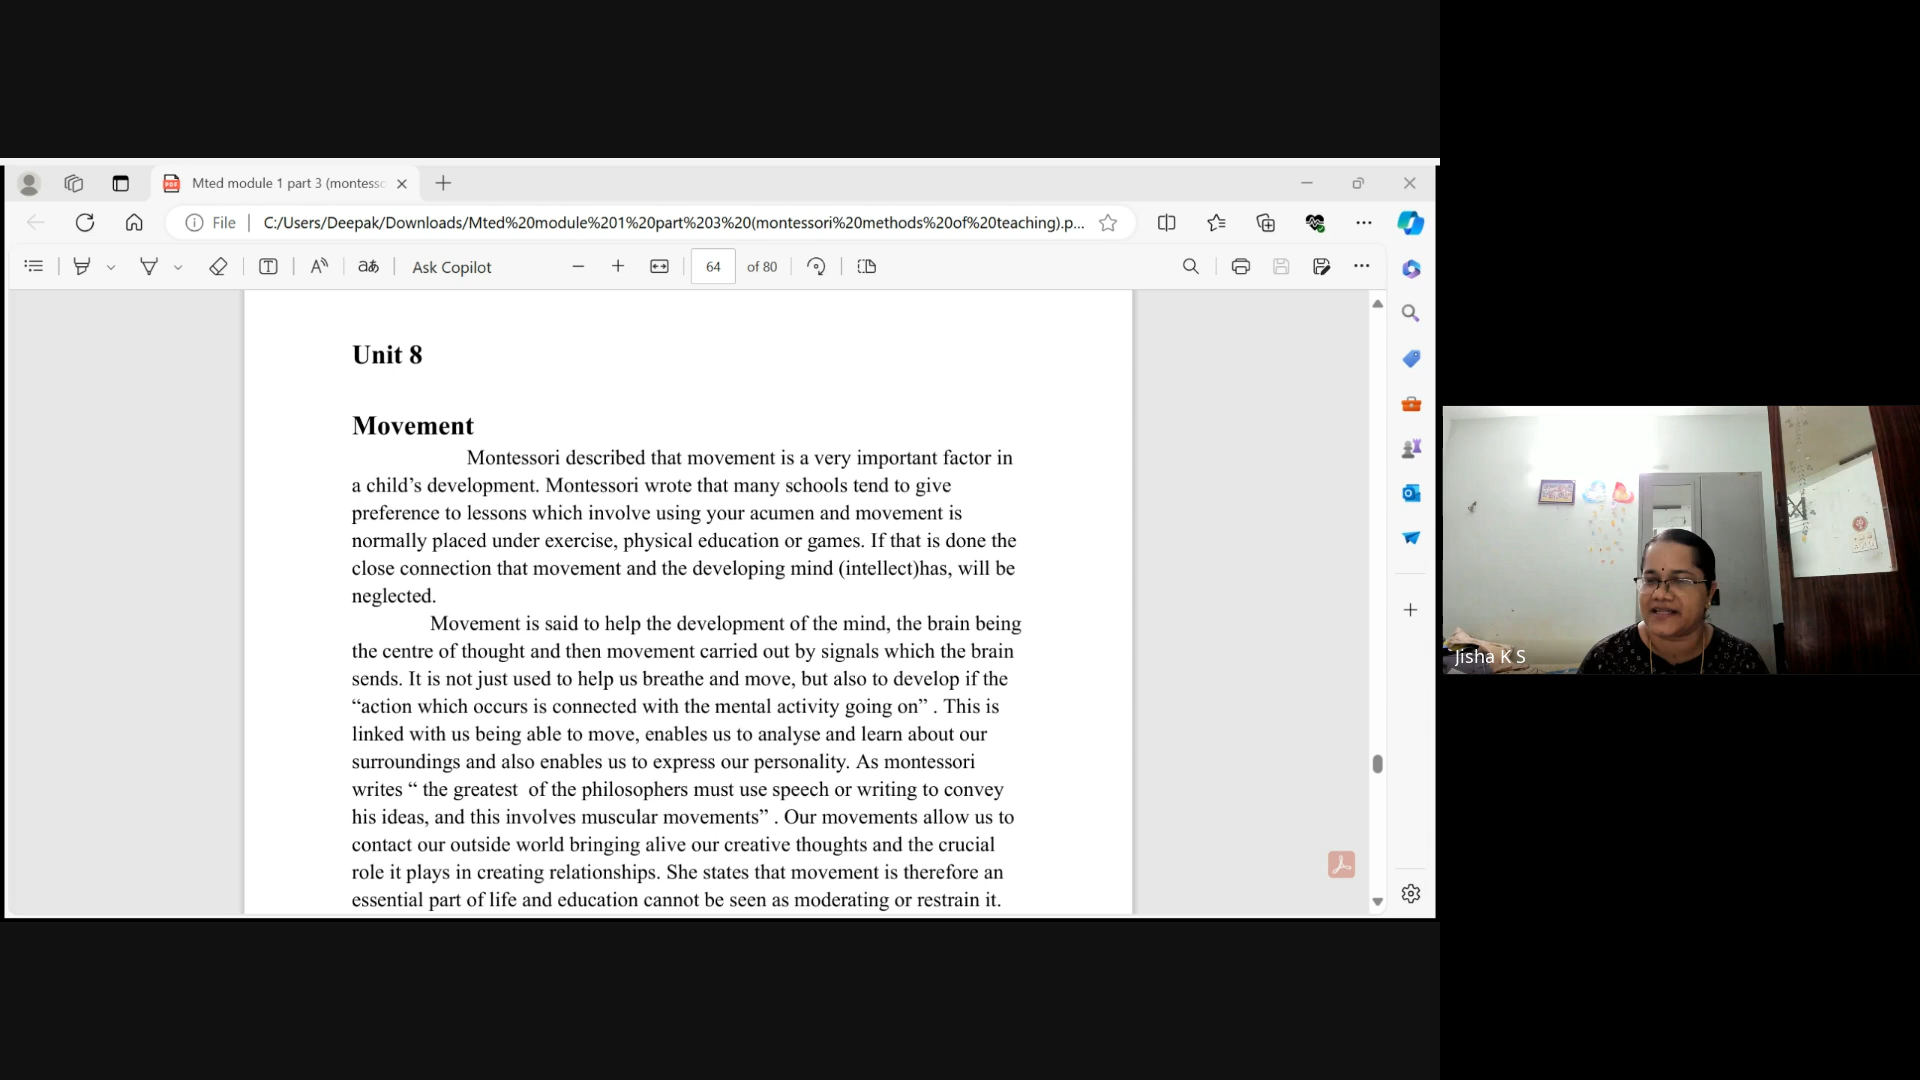 Mted module 1 part 3 (montesso
File
C:/Users/Deepak/Downloads/Mted%20module%201%20part%203%20(montessori%20methods%20of%20teaching).p...
Ask Copilot
64
of 80
Unit 8
Movement
Montessori described that movement is a very important factor in
a child’s development. Montessori wrote that many schools tend to give
preference to lessons which involve using your acumen and movement is
normally placed under exercise, physical education or games. If that is done the
close connection that movement and the developing mind (intellect)has, will be
neglected.
Movement is said to help the development of the mind, the brain being
the centre of thought and then movement carried out by signals which the brain
sends. It is not just used to help us breathe and move, but also to develop if the
“action which occurs is connected with the mental activity going on” . This is
linked with us being able to move, enables us to analyse and learn about our
surroundings and also enables us to express our personality. As montessori
writes “ the greatest  of the philosophers must use speech or writing to convey
his ideas, and this involves muscular movements” . Our movements allow us to
contact our outside world bringing alive our creative thoughts and the crucial
role it plays in creating relationships. She states that movement is therefore an
essential part of life and education cannot be seen as moderating or restrain it.
Jisha K S